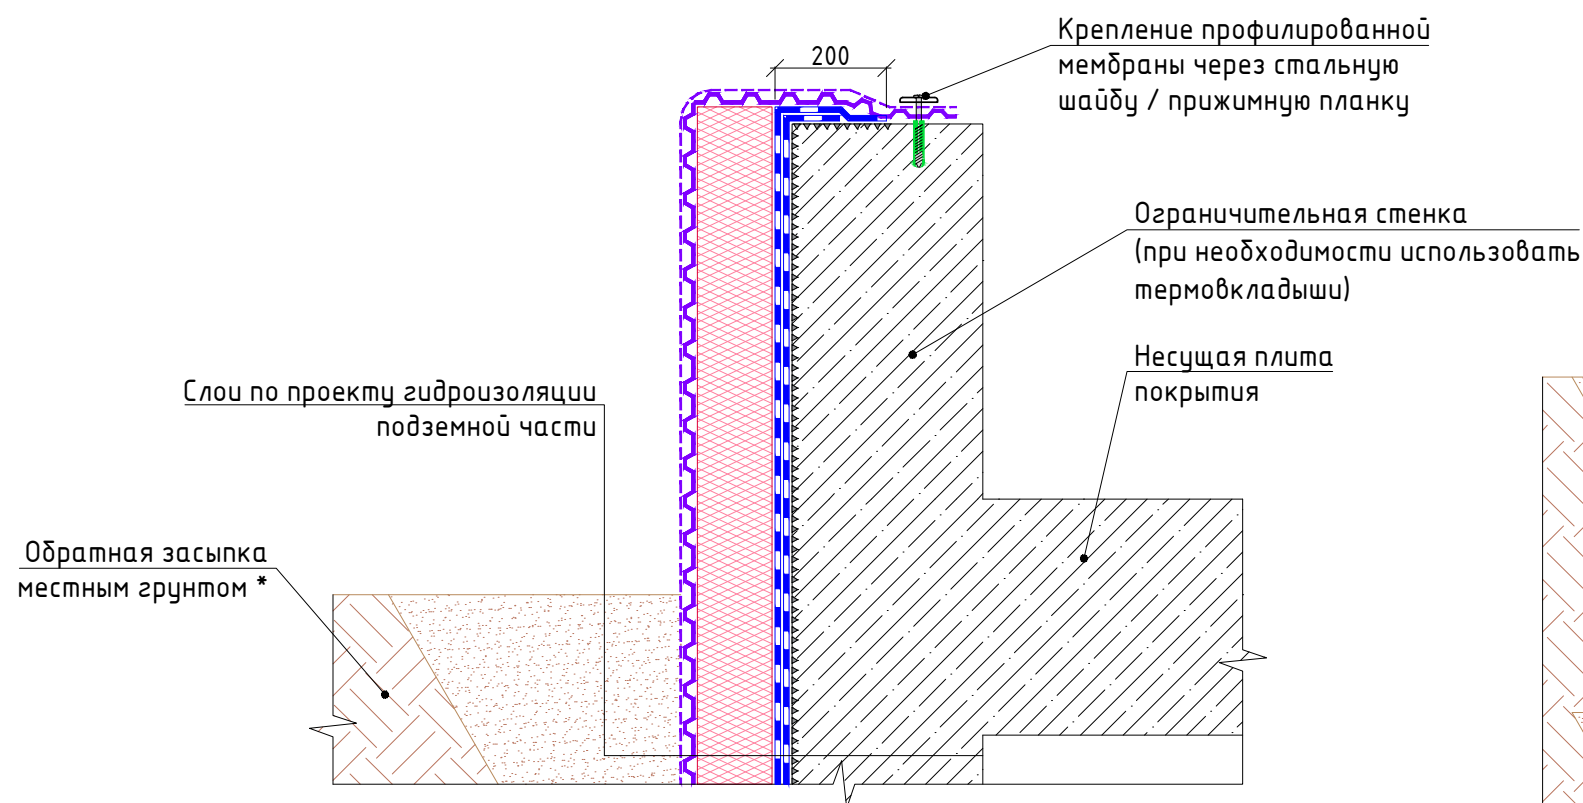 Крепление профилированной
мембраны через стальную
шайбу / прижимную планку
200
Ограничительная стенка
(при необходимости использовать
термовкладыши)
Несущая плита
покрытия
Слои по проекту гидроизоляции
подземной части
Обратная засыпка
местным грунтом *